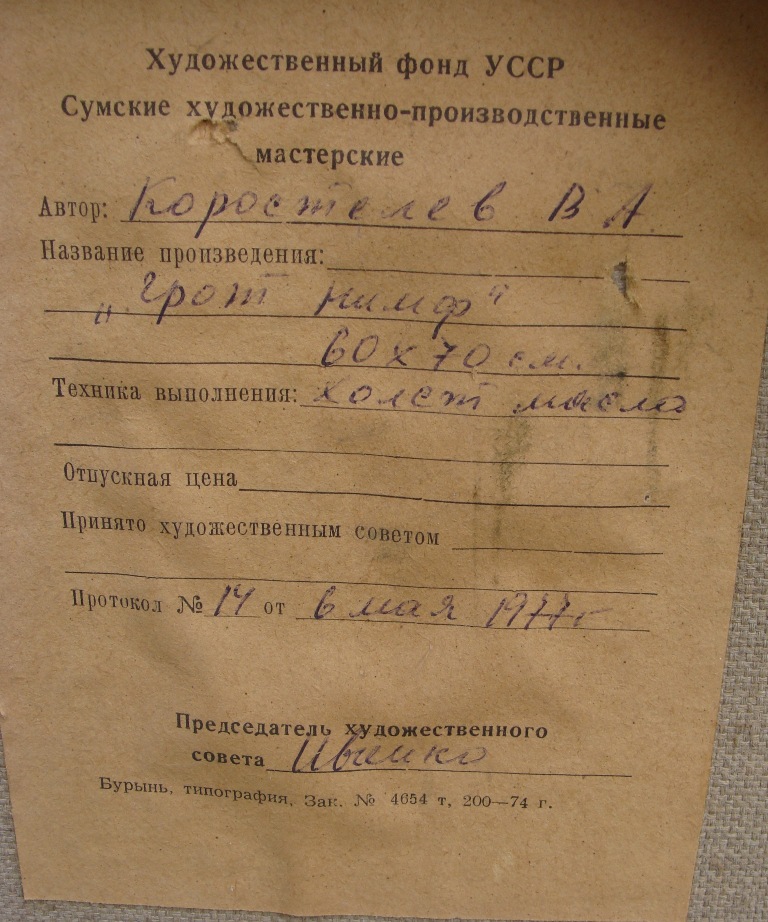 Художественный фонд УССР
Сумские художественно-производственные
мастерские
Автор: Коростелев В А
Название произведения:
„Грот нимф"
60х70 см.
Техника выполнения: холст масло
Отпускная цена
Принято художественным советом
Протокол № 14 от 6 мая 1977 г
Председатель художественного
совета
Бурынь, типография, Зак. № 4654 т, 200—74 г.